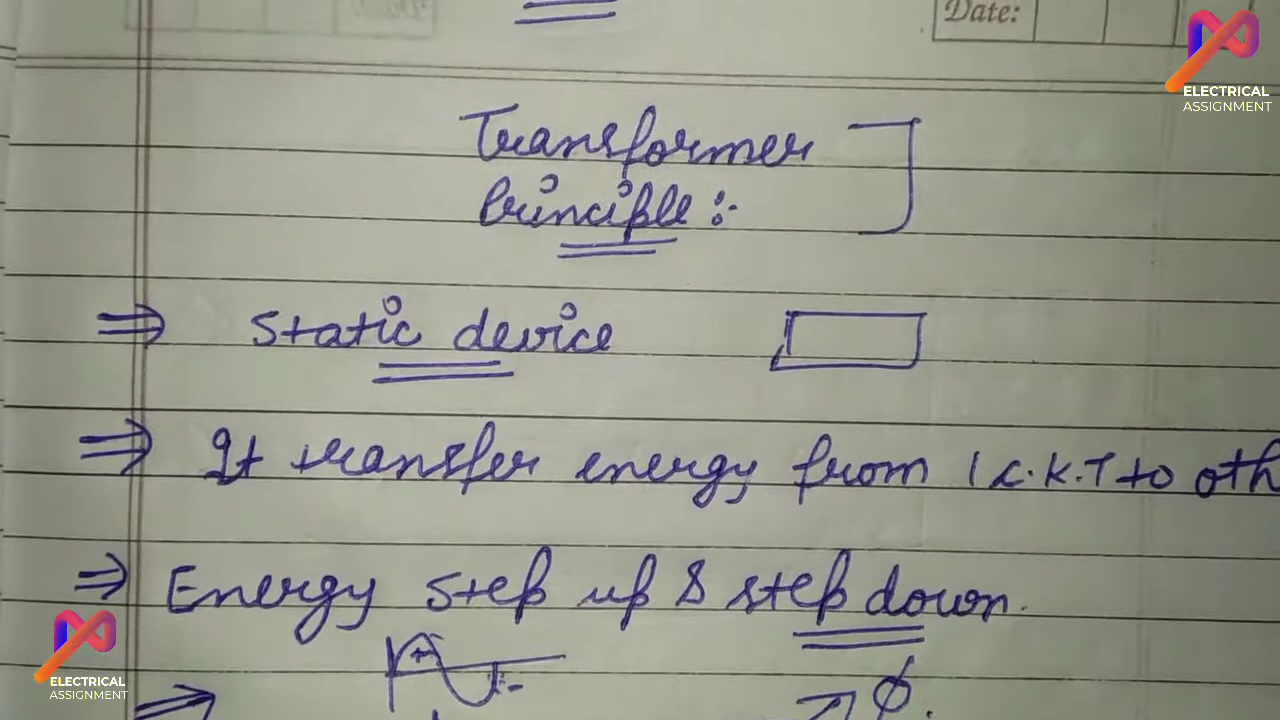 Date:
ELECTRICAL
ASSIGNMENT
Transformer
Principle :-
⇒ Static device
⇒ It transfer energy from 1 C.K.T to oth
⇒ Energy step up & step down.
+ -
⇒ → ϕ.
ELECTRICAL
ASSIGNMENT